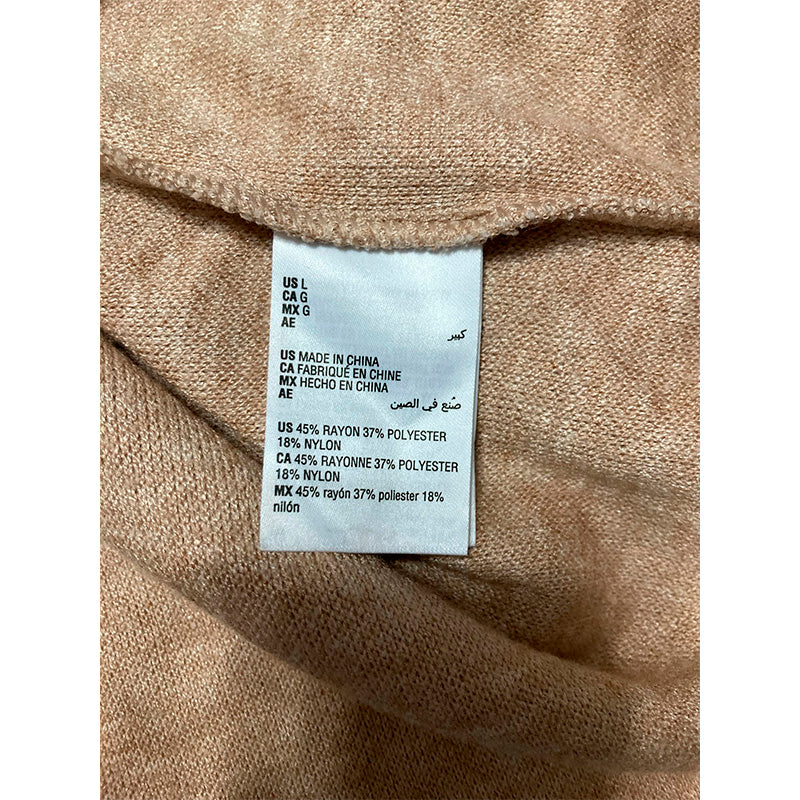 US L
CA G
MX G
AE
كبير
US MADE IN CHINA
CA FABRIQUÉ EN CHINE
MX HECHO EN CHINA
AE
صُنع في الصين
US 45% RAYON 37% POLYESTER
18% NYLON
CA 45% RAYONNE 37% POLYESTER
18% NYLON
MX 45% rayón 37% poliester 18%
nilón